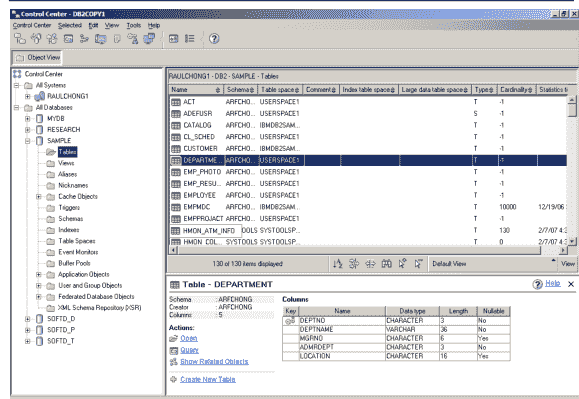 Control Center - DB2COPY1
Control Center Selected Edit View Tools Help
Object View
Control Center
All Systems
RAULCHONG1
All Databases
MYDB
RESEARCH
SAMPLE
Tables
Views
Aliases
Nicknames
Cache Objects
Triggers
Schemas
Indexes
Table Spaces
Event Monitors
Buffer Pools
Application Objects
User and Group Objects
Federated Database Objects
XML Schema Repository (XSR)
SOFTD_D
SOFTD_P
SOFTD_T
RAULCHONG1 - DB2 - SAMPLE - Tables
Name Schema Table space Comment Index table space Large data table space Type Cardinality Statistics ti
ACT ARFCHO... USERSPACE1 T -1
ADEFUSR ARFCHO... USERSPACE1 S -1
CATALOG ARFCHO... IBMDB2SAM... T -1
CL_SCHED ARFCHO... USERSPACE1 T -1
CUSTOMER ARFCHO... IBMDB2SAM... T -1
DEPARTME... ARFCHO... USERSPACE1 T -1
EMP_PHOTO ARFCHO... USERSPACE1 T -1
EMP_RESU... ARFCHO... USERSPACE1 T -1
EMPLOYEE ARFCHO... USERSPACE1 T -1
EMPMDC ARFCHO... IBMDB2SAM... T 10000 12/19/06
EMPPROJACT ARFCHO... USERSPACE1 T -1
HMON_ATM_INFO OOLS SYSTOOLSP... T 130 2/7/07 4:3
HMON_COL... SYSTOOLS SYSTOOLSP... T 0 2/7/07 4:3
130 of 130 items displayed Default View View
Table - DEPARTMENT Help
Schema : ARFCHONG
Creator : ARFCHONG
Columns : 5
Actions:
Open
Query
Show Related Objects
Create New Table
Columns
Key Name Data type Length Nullable
DEPTNO CHARACTER 3 No
DEPTNAME VARCHAR 36 No
MGRNO CHARACTER 6 Yes
ADMRDEPT CHARACTER 3 No
LOCATION CHARACTER 16 Yes